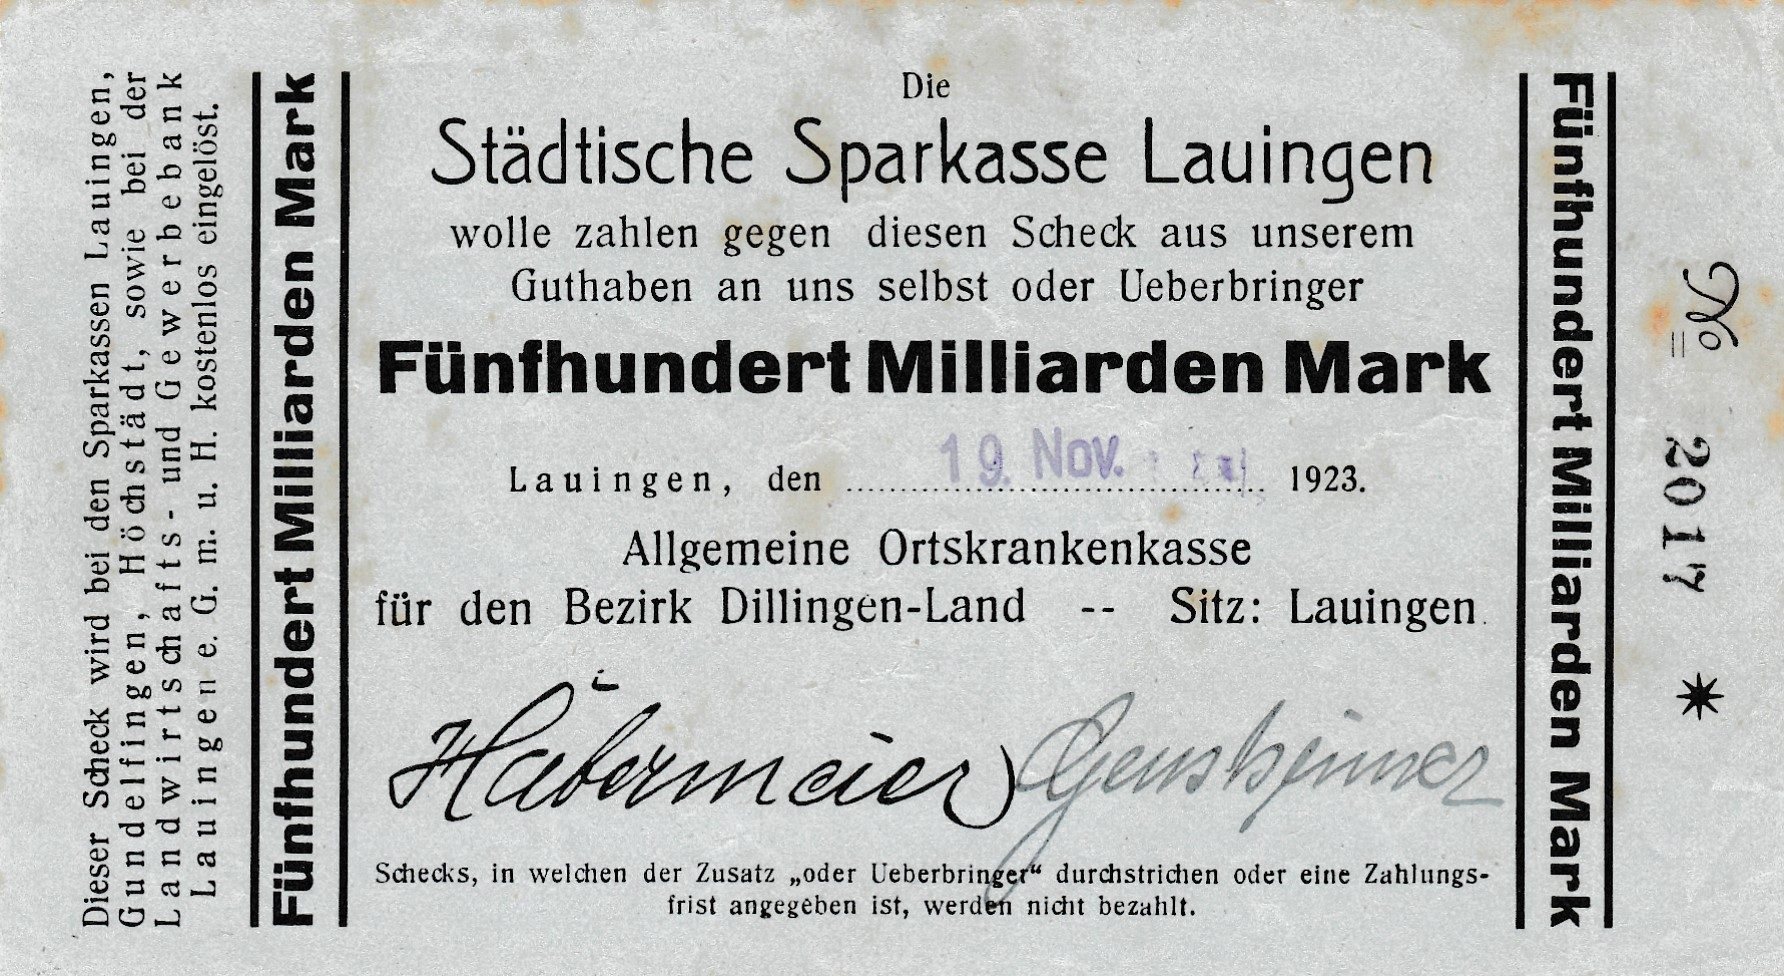 Dieser Scheck wird bei den Sparkassen Lauingen,
Gundelfingen, Höchstädt, sowie bei der
Landwirtschafts- und Gewerbebank
Lauingen e. G. m. u. H. kostenlos eingelöst.
Fünfhundert Milliarden Mark
Die
Städtische Sparkasse Lauingen
wolle zahlen gegen diesen Scheck aus unserem
Guthaben an uns selbst oder Ueberbringer
Fünfhundert Milliarden Mark
Lauingen, den 19. Nov. 1923.
Allgemeine Ortskrankenkasse
für den Bezirk Dillingen-Land -- Sitz: Lauingen.
Habermaier Gensheimer
Schecks, in welchen der Zusatz „oder Ueberbringer“ durchstrichen oder eine Zahlungs-
frist angegeben ist, werden nicht bezahlt.
Fünfhundert Milliarden Mark
No 2017 *